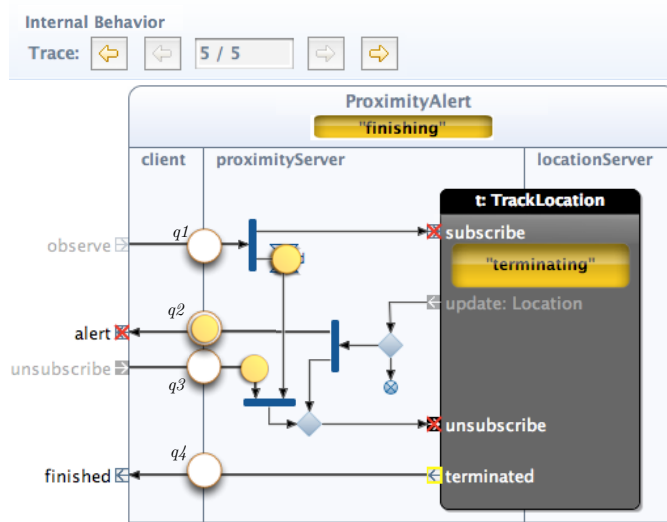 Internal Behavior
Trace: 5 / 5
ProximityAlert
"finishing"
client proximityServer locationServer
t: TrackLocation
observe q1 subscribe
"terminating"
update: Location
alert q2
unsubscribe q3
unsubscribe
finished q4 terminated